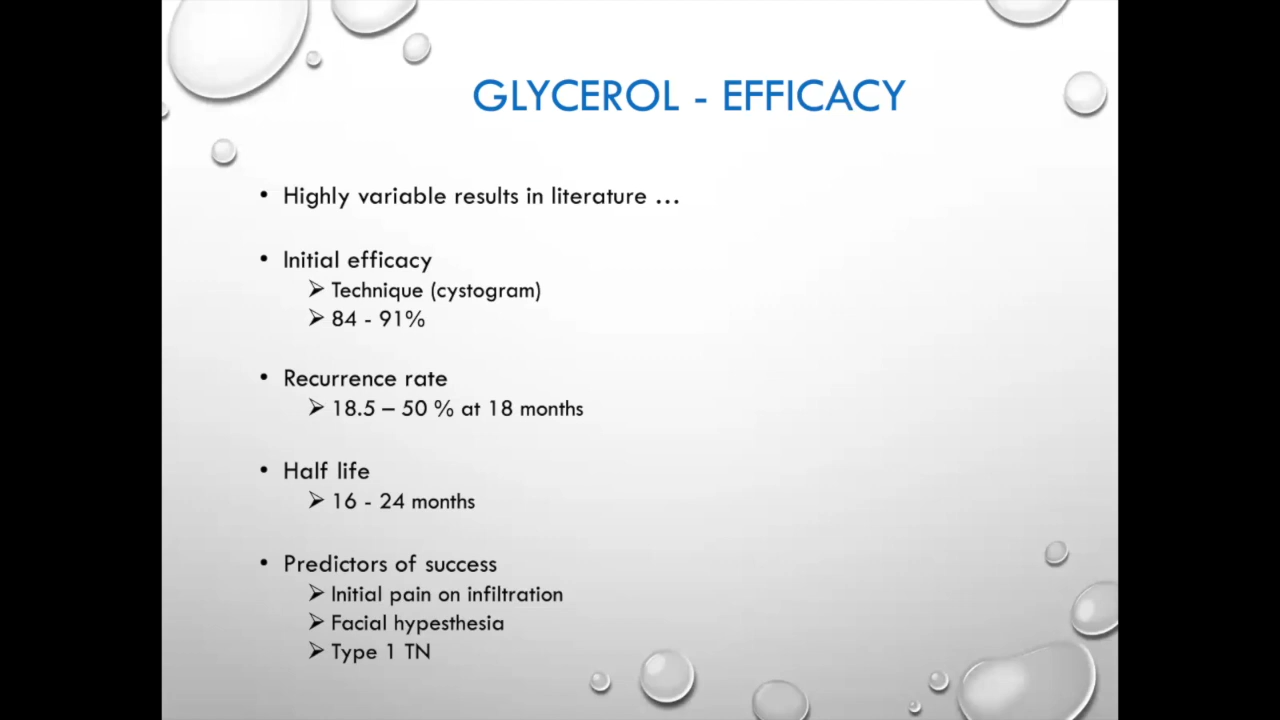 GLYCEROL - EFFICACY
• Highly variable results in literature ...
• Initial efficacy
➢ Technique (cystogram)
➢ 84 - 91%
• Recurrence rate
➢ 18.5 – 50 % at 18 months
• Half life
➢ 16 - 24 months
• Predictors of success
➢ Initial pain on infiltration
➢ Facial hypesthesia
➢ Type 1 TN